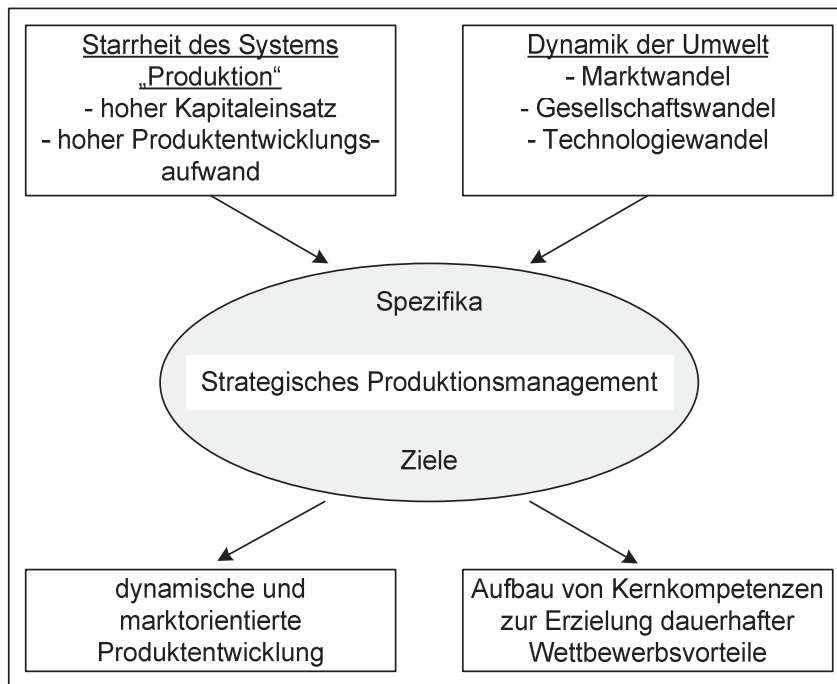 Starrheit des Systems
„Produktion“
- hoher Kapitaleinsatz
- hoher Produktentwicklungs-
aufwand
Dynamik der Umwelt
- Marktwandel
- Gesellschaftswandel
- Technologiewandel
Spezifika
Strategisches Produktionsmanagement
Ziele
dynamische und
marktorientierte
Produktentwicklung
Aufbau von Kernkompetenzen
zur Erzielung dauerhafter
Wettbewerbsvorteile